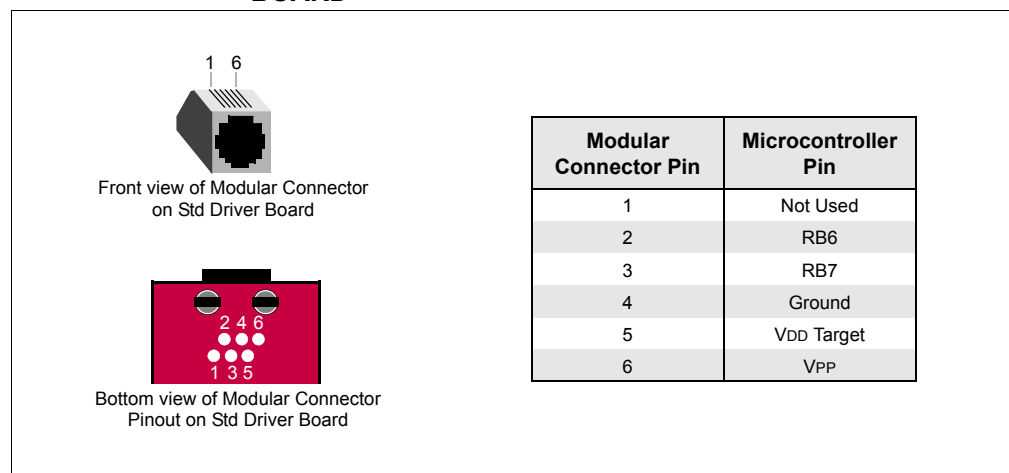 BOARD
1 6
Front view of Modular Connector
on Std Driver Board
2 4 6
1 3 5
Bottom view of Modular Connector
Pinout on Std Driver Board
Modular Connector Pin Microcontroller Pin
1 Not Used
2 RB6
3 RB7
4 Ground
5 VDD Target
6 VPP